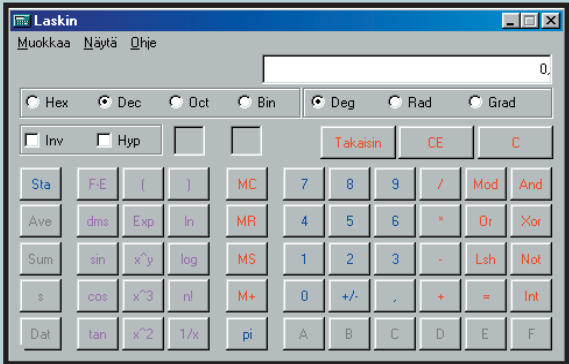 Laskin
Muokkaa Näytä Ohje
0,
Hex Dec Oct Bin Deg Rad Grad
Inv Hyp Takaisin CE C
Sta F-E ( ) MC 7 8 9 / Mod And
Ave dms Exp ln MR 4 5 6 * Or Xor
Sum sin x^y log MS 1 2 3 - Lsh Not
s cos x^3 n! M+ 0 +/- , + = Int
Dat tan x^2 1/x pi A B C D E F